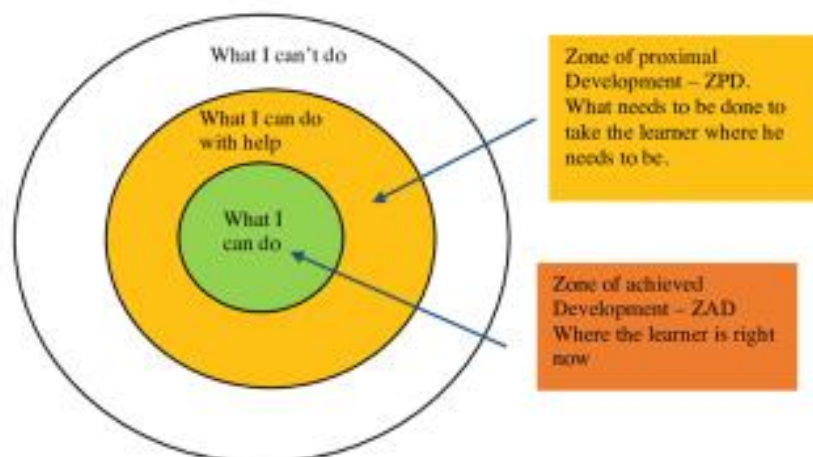 What I can't do
What I can do
with help
What I
can do
Zone of proximal
Development – ZPD.
What needs to be done to
take the learner where he
needs to be.
Zone of achieved
Development – ZAD
Where the learner is right
now